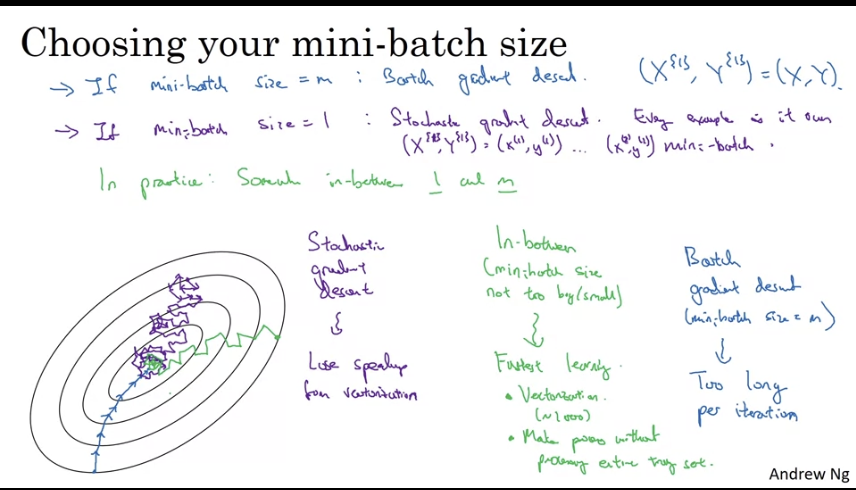 Choosing your mini-batch size
→ If mini-batch size = m : Batch gradient descent. (X^{1}, Y^{1}) = (X, Y).
→ If mini-batch size = 1 : Stochastic gradient descent. Every example is it own
(X^{1}, Y^{1}) = (x^(1), y^(1)) ... (x^(2), y^(2)) mini-batch.
In practice: Somewhere in-between 1 and m
Stochastic
gradient
descent
Lose speedup
from vectorization
In-between
(mini-batch size
not too big/small)
Fastest learning.
• Vectorization.
(~1000)
• Make progress without
processing entire training set.
Batch
gradient descent
(mini-batch size = m)
Too long
per iteration
Andrew Ng